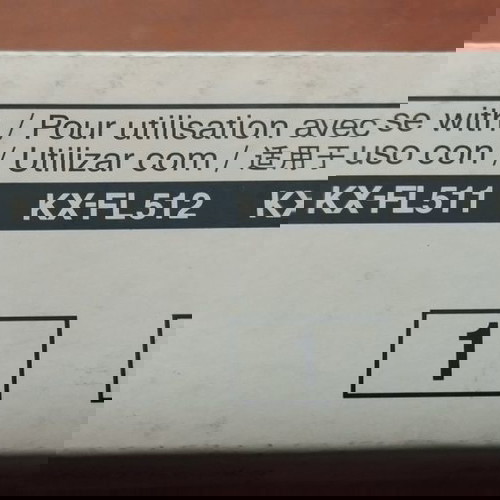 / Pour utilisation avec se with
/ Utilizar com / 适用于 uso con /
KX-FL512 KX-FL511
1